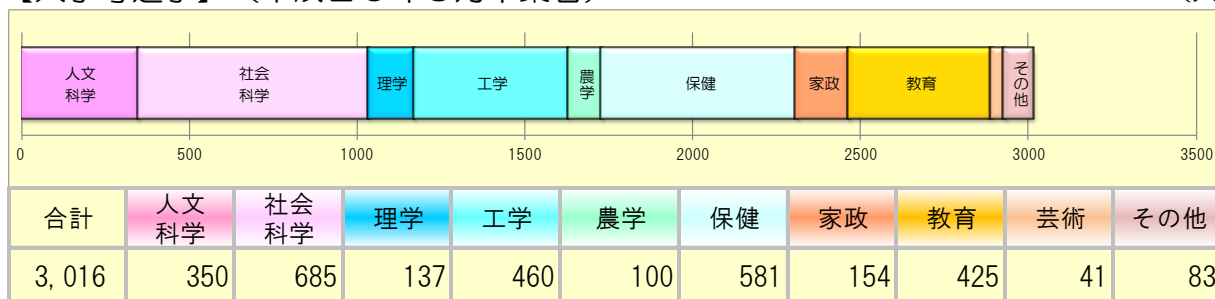 人文
科学
社会
科学
理学
工学
農学
保健
家政
教育
その他
0 500 1000 1500 2000 2500 3000 3500
合計 人文科学 社会科学 理学 工学 農学 保健 家政 教育 芸術 その他
3,016 350 685 137 460 100 581 154 425 41 83